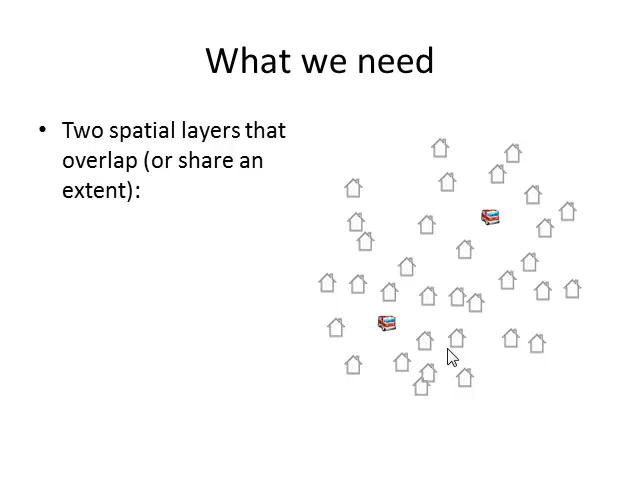 What we need
• Two spatial layers that
overlap (or share an
extent):